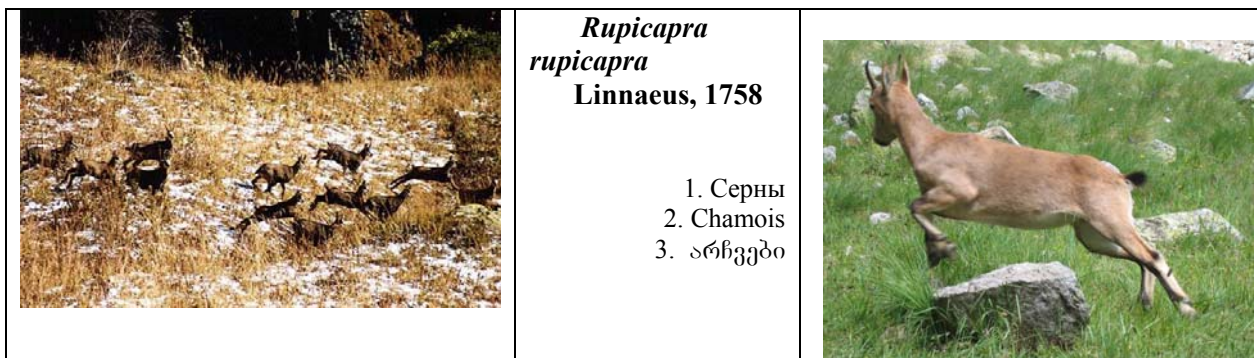 Rupicapra
rupicapra
Linnaeus, 1758
1. Серны
2. Chamois
3. არჩვები